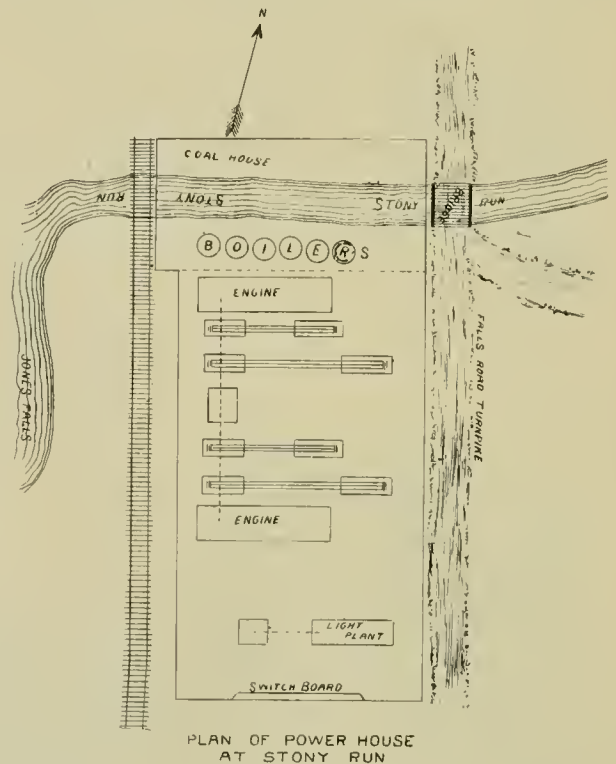 N
COAL HOUSE
RUN STONY STONY RUN
BRIDGE
BOILERS
ENGINE
JONES FALLS
FALLS ROAD TURNPIKE
ENGINE
LIGHT
PLANT
SWITCH BOARD
PLAN OF POWER HOUSE
AT STONY RUN